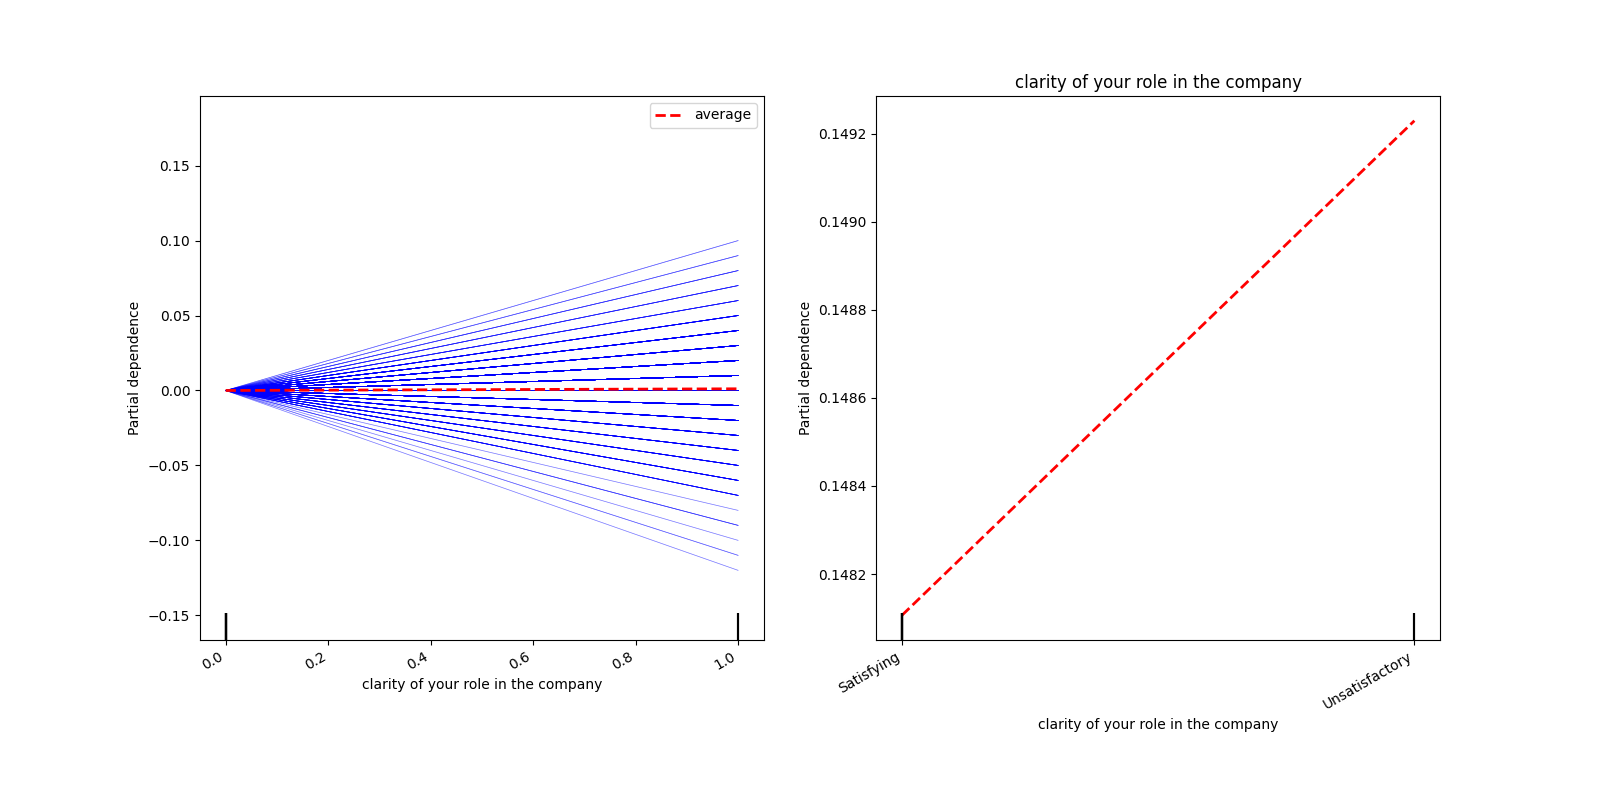 average
0.15
0.10
0.05
0.00
−0.05
−0.10
−0.15
Partial dependence
0.0
0.2
0.4
0.6
0.8
1.0
clarity of your role in the company
clarity of your role in the company
0.1492
0.1490
0.1488
0.1486
0.1484
0.1482
Partial dependence
Satisfying
Unsatisfactory
clarity of your role in the company